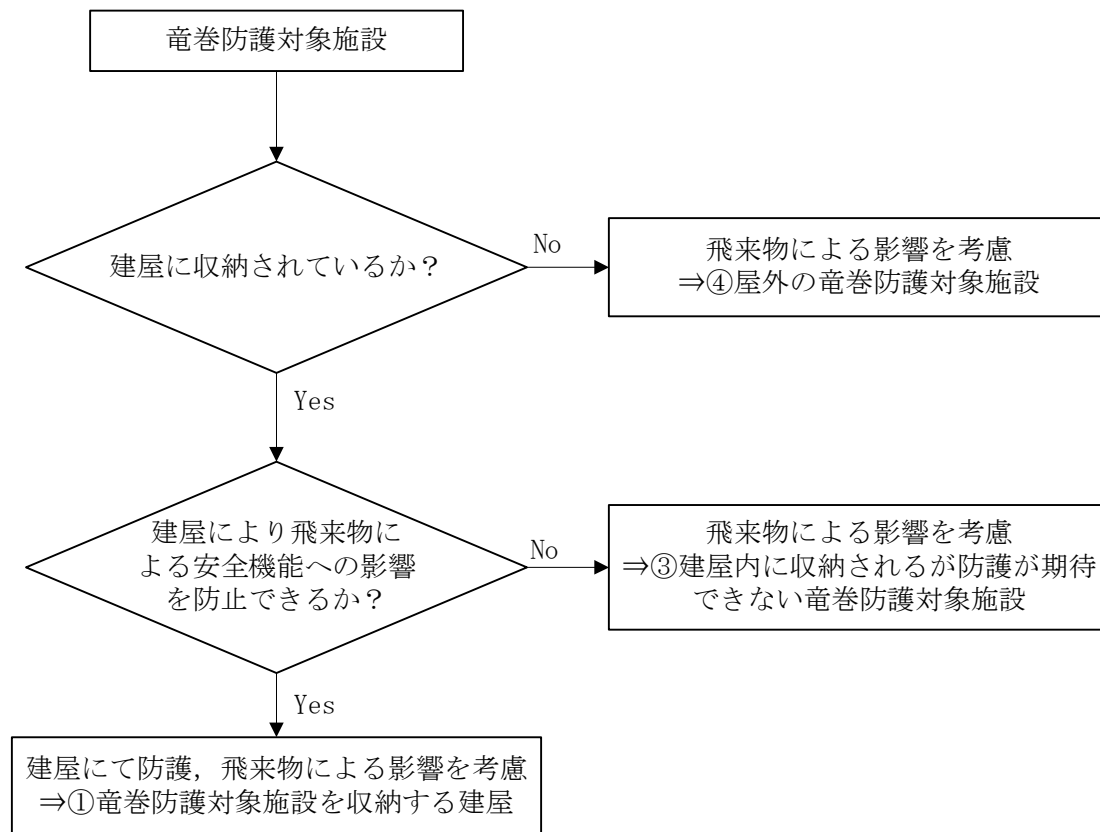 竜巻防護対象施設
建屋に収納されているか？
No
飛来物による影響を考慮
⇒④屋外の竜巻防護対象施設
Yes
建屋により飛来物に
よる安全機能への影響
を防止できるか？
No
飛来物による影響を考慮
⇒③建屋内に収納されるが防護が期待
できない竜巻防護対象施設
Yes
建屋にて防護，飛来物による影響を考慮
⇒①竜巻防護対象施設を収納する建屋